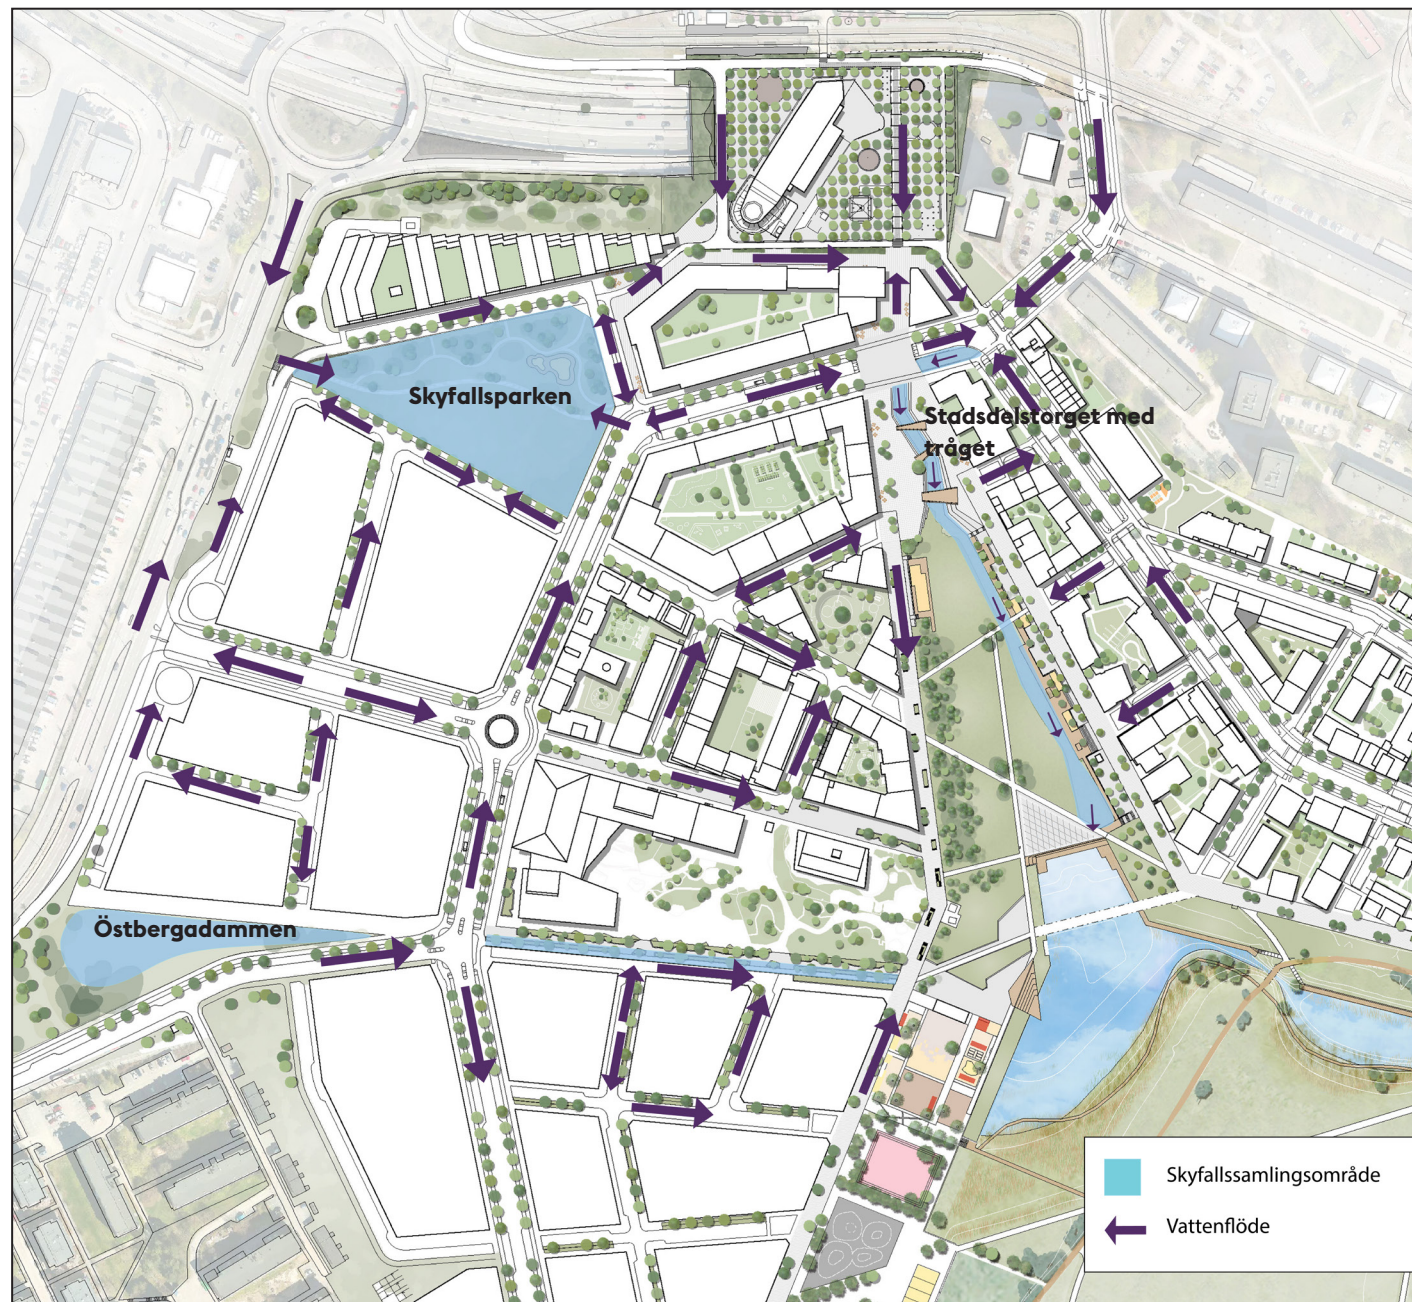 Skyfallsparken
Stadsdelstorget med
tråget
Östbergadammen
Skyfallssamlingsområde
Vattenflöde